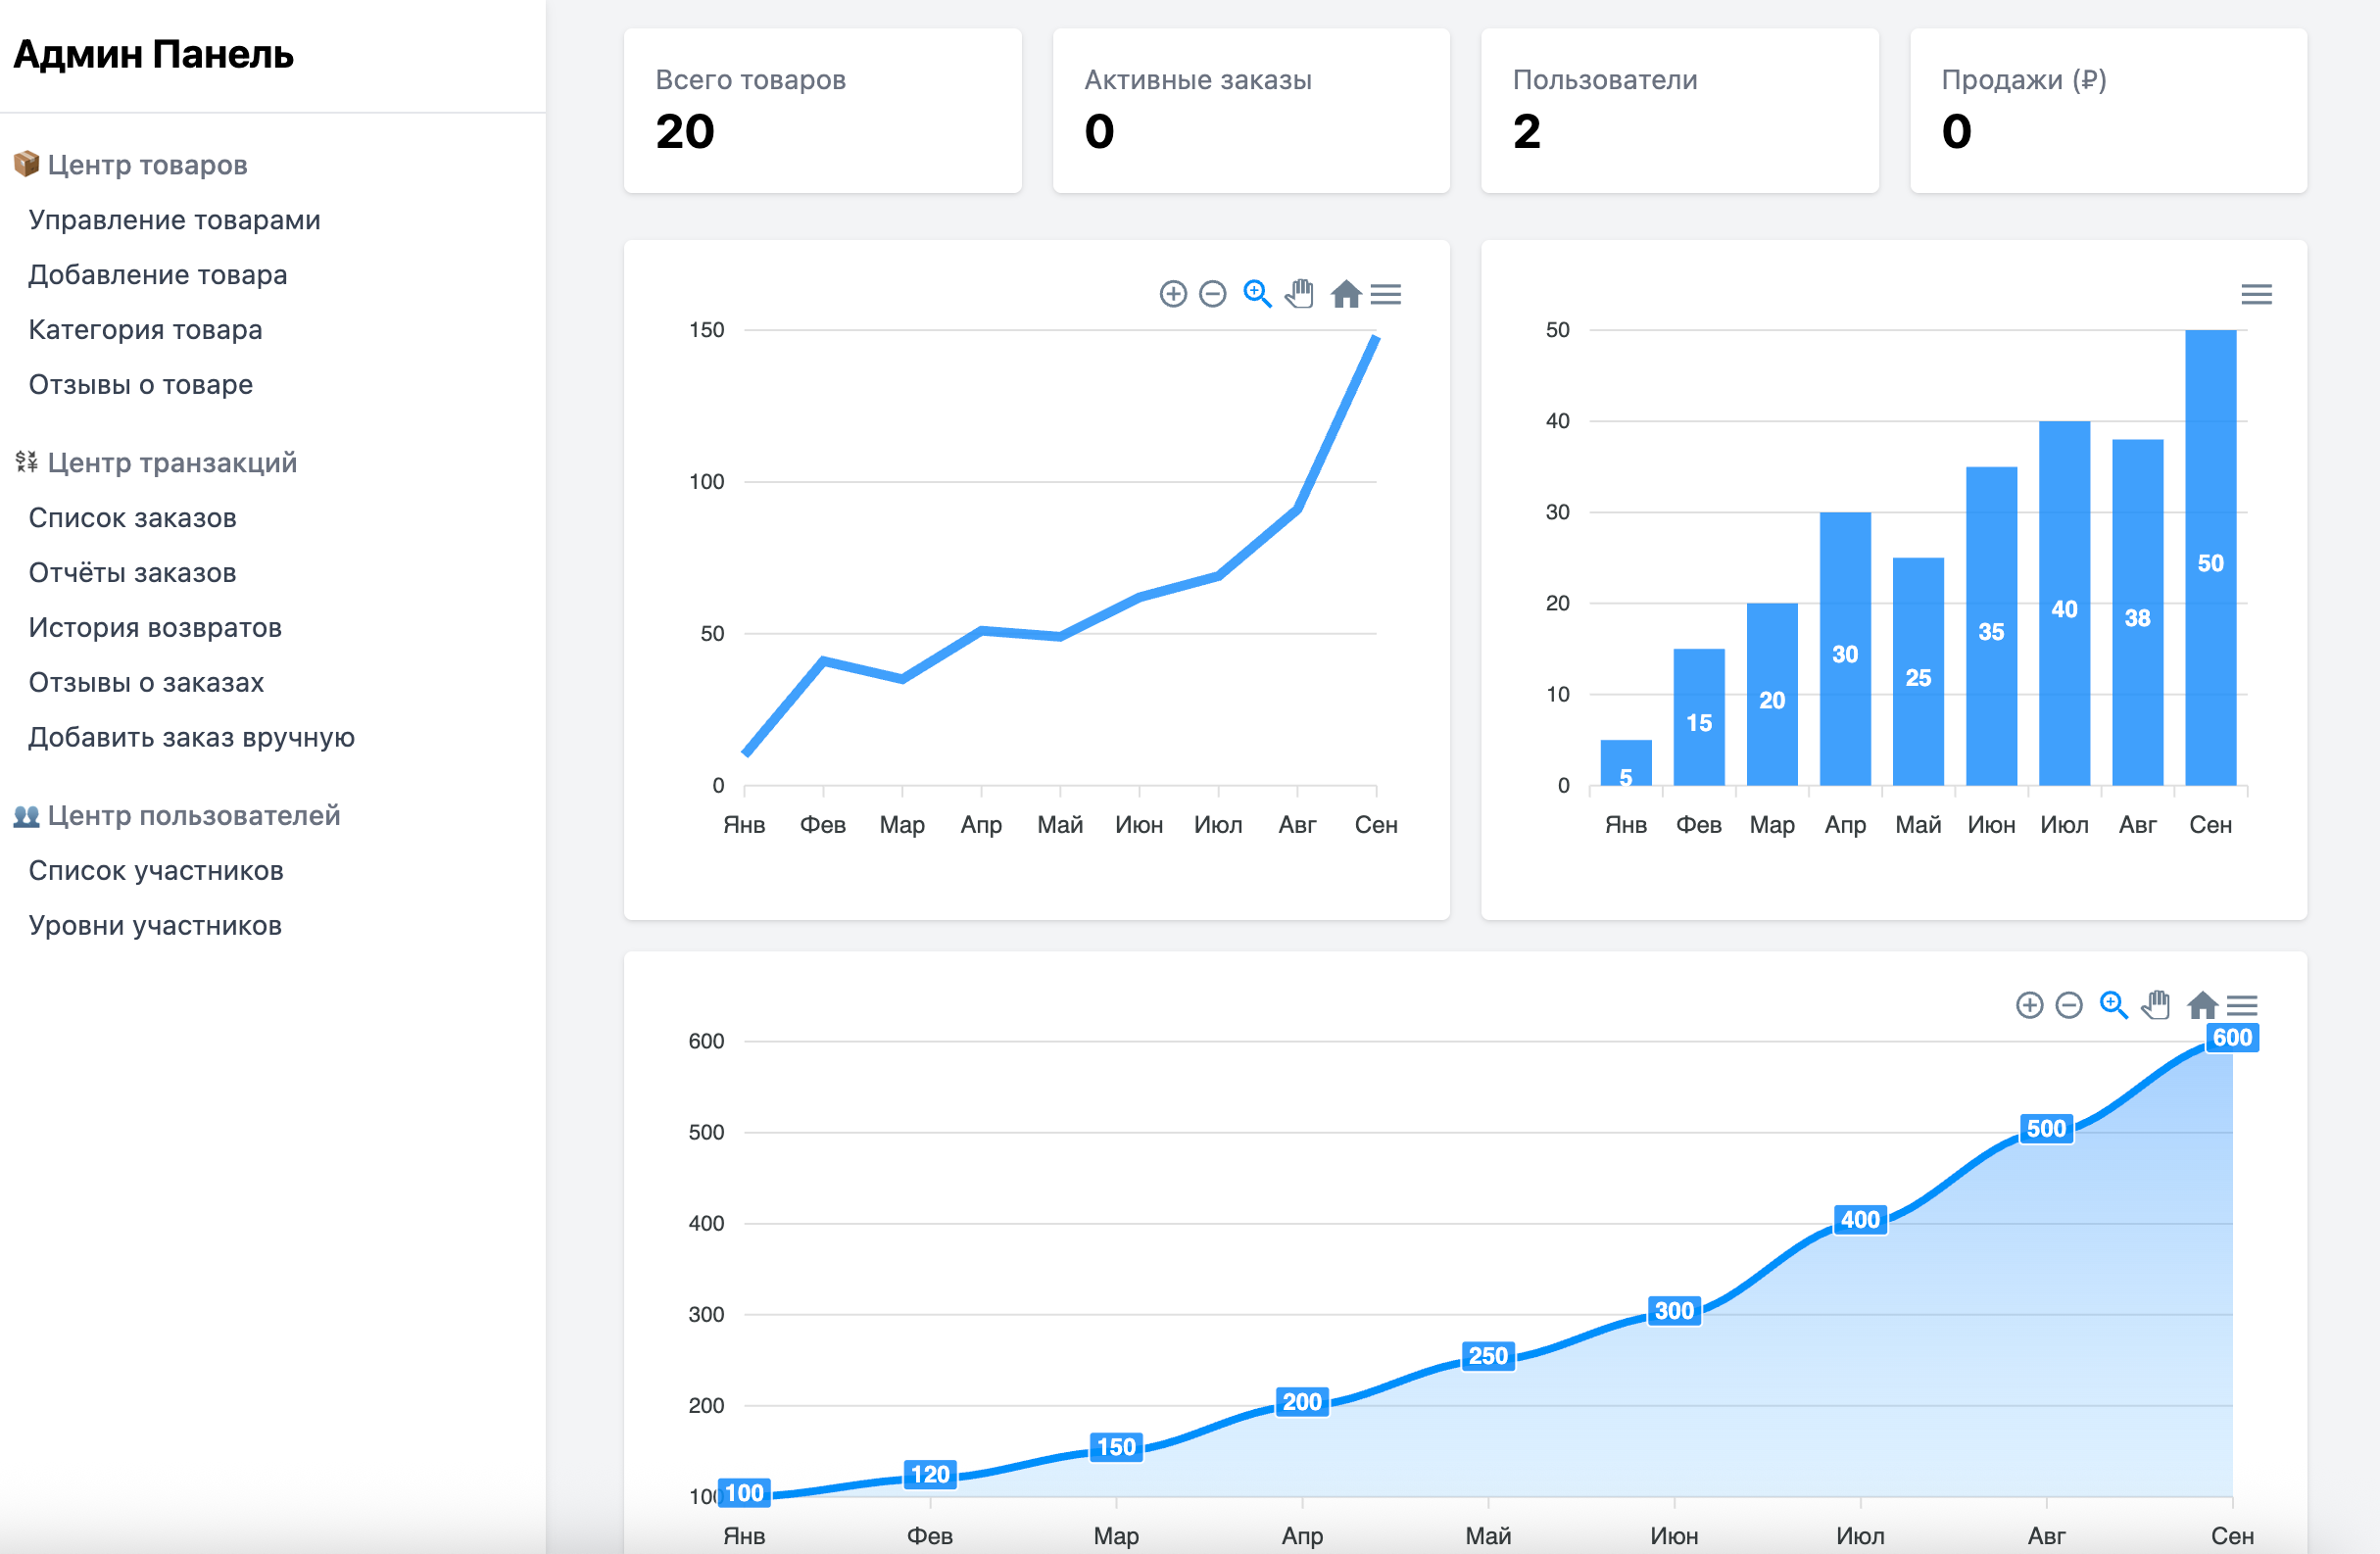 Админ Панель
📦 Центр товаров
Управление товарами
Добавление товара
Категория товара
Отзывы о товаре
💱 Центр транзакций
Список заказов
Отчёты заказов
История возвратов
Отзывы о заказах
Добавить заказ вручную
👥 Центр пользователей
Список участников
Уровни участников
Всего товаров
20
Активные заказы
0
Пользователи
2
Продажи (₽)
0
150
100
50
0
Янв Фев Мар Апр Май Июн Июл Авг Сен
50
40
30
20
10
0
5 15 20 30 25 35 40 38 50
Янв Фев Мар Апр Май Июн Июл Авг Сен
600
500
400
300
200
100
100 120 150 200 250 300 400 500 600
Янв Фев Мар Апр Май Июн Июл Авг Сен